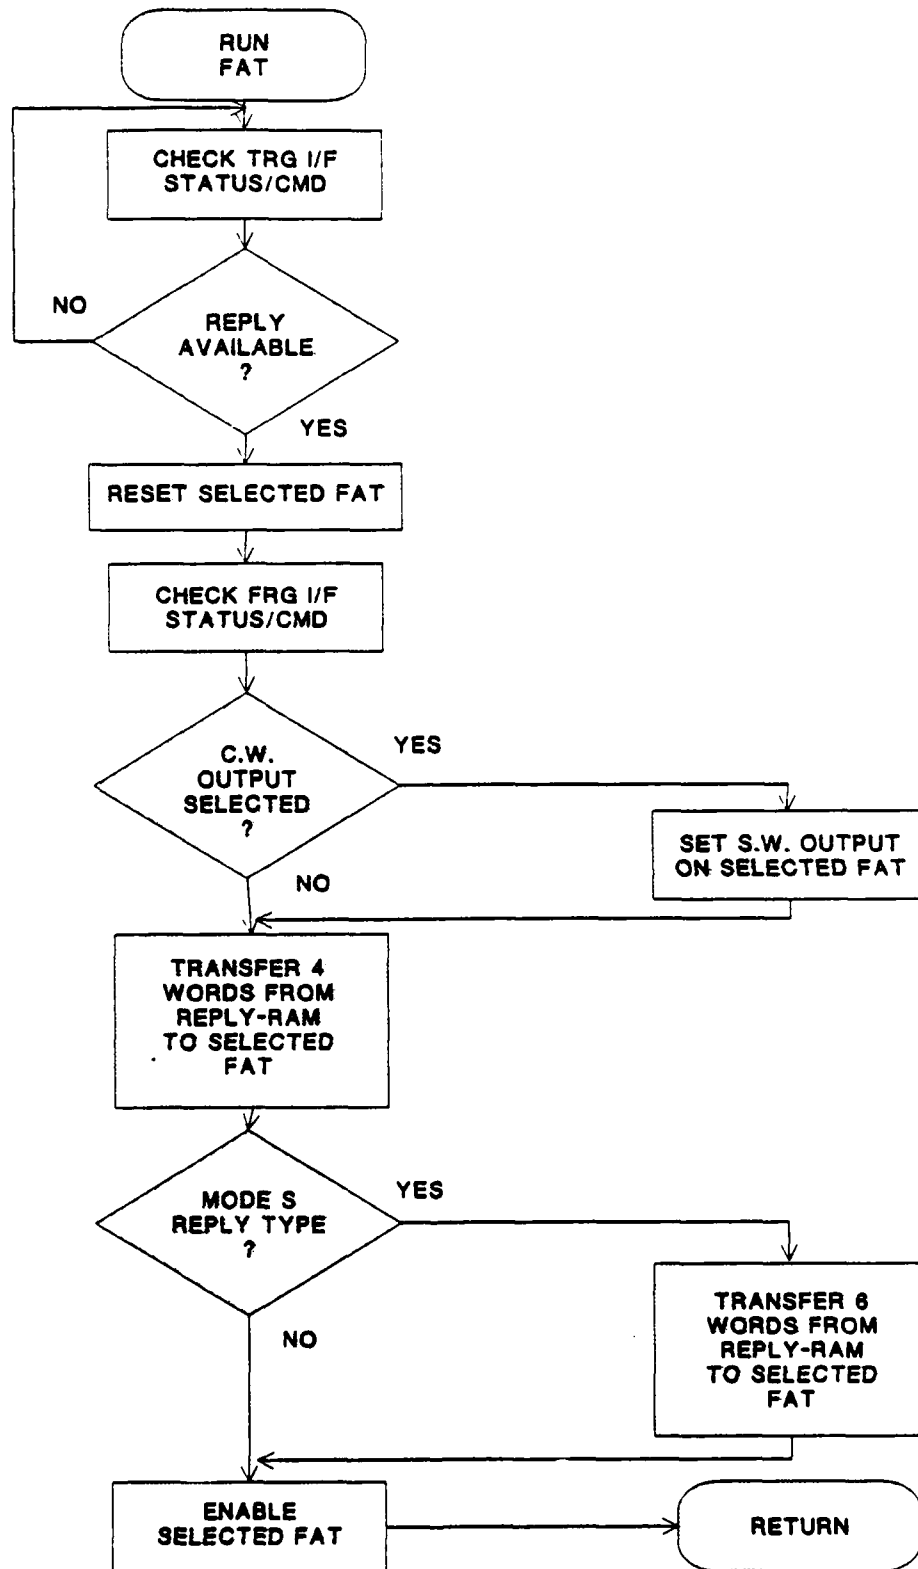 RUN
FAT
CHECK TRG I/F
STATUS/CMD
NO
REPLY
AVAILABLE
?
YES
RESET SELECTED FAT
CHECK FRG I/F
STATUS/CMD
C.W.
OUTPUT
SELECTED
?
YES
SET S.W. OUTPUT
ON SELECTED FAT
NO
TRANSFER 4
WORDS FROM
REPLY-RAM
TO SELECTED
FAT
MODE S
REPLY TYPE
?
YES
TRANSFER 6
WORDS FROM
REPLY-RAM
TO SELECTED
FAT
NO
ENABLE
SELECTED FAT
RETURN